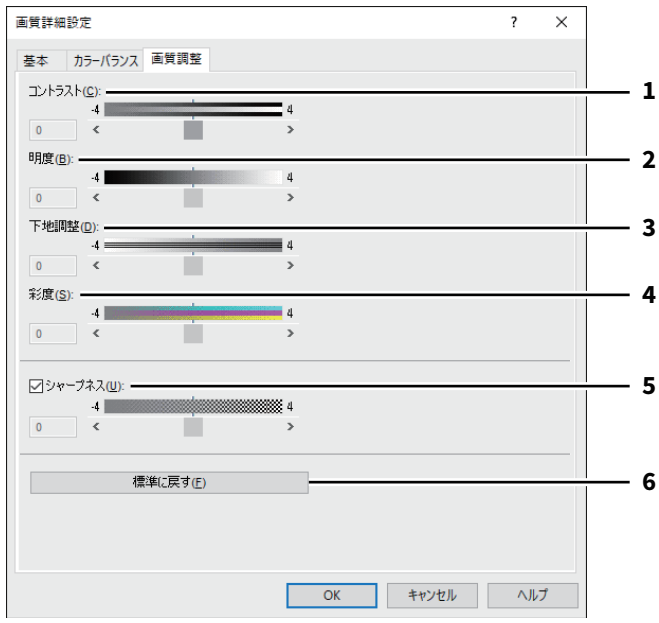 画質詳細設定 ? ×
基本 カラーバランス 画質調整
コントラスト(C): 1
-4 4
0 < >
明度(B): 2
-4 4
0 < >
下地調整(D): 3
-4 4
0 < >
彩度(S): 4
-4 4
0 < >
シャープネス(U): 5
-4 4
0 < >
標準に戻す(F) 6
OK キャンセル ヘルプ